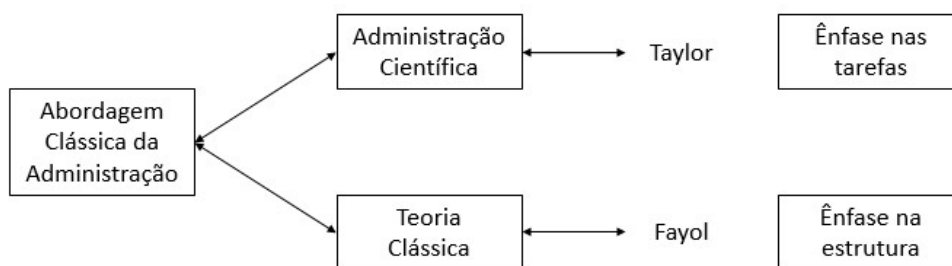 Administração
Científica
Taylor
Ênfase nas
tarefas
Abordagem
Clássica da
Administração
Teoria
Clássica
Fayol
Ênfase na
estrutura